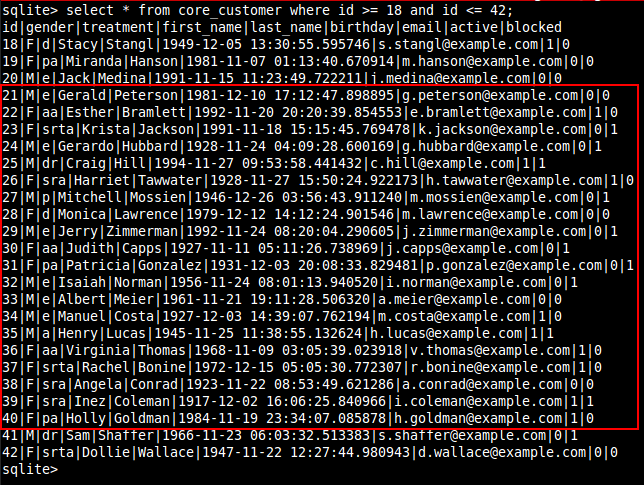 sqlite> select * from core_customer where id >= 18 and id <= 42;
id|gender|treatment|first_name|last_name|birthday|email|active|blocked
18|F|d|Stacy|Stangl|1949-12-05 13:30:55.595746|s.stangl@example.com|1|0
19|F|pa|Miranda|Hanson|1981-11-07 01:13:40.670914|m.hanson@example.com|0|0
20|M|e|Jack|Medina|1991-11-15 11:23:49.722211|j.medina@example.com|0|0
21|M|e|Gerald|Peterson|1981-12-10 17:12:47.898895|g.peterson@example.com|0|0
22|F|aa|Esther|Bramlett|1992-11-20 20:20:39.854553|e.bramlett@example.com|1|0
23|F|srta|Krista|Jackson|1991-11-18 15:15:45.769478|k.jackson@example.com|0|1
24|M|e|Gerardo|Hubbard|1928-11-24 04:09:28.600169|g.hubbard@example.com|0|1
25|M|dr|Craig|Hill|1994-11-27 09:53:58.441432|c.hill@example.com|1|1
26|F|sra|Harriet|Tawwater|1928-11-27 15:50:24.922173|h.tawwater@example.com|1|0
27|M|p|Mitchell|Mossien|1946-12-26 03:56:43.911240|m.mossien@example.com|0|1
28|F|d|Monica|Lawrence|1979-12-12 14:12:24.901546|m.lawrence@example.com|0|0
29|M|e|Jerry|Zimmerman|1992-11-24 08:20:04.290605|j.zimmerman@example.com|0|1
30|F|aa|Judith|Capps|1927-11-11 05:11:26.738969|j.capps@example.com|0|1
31|F|pa|Patricia|Gonzalez|1931-12-03 20:08:33.829481|p.gonzalez@example.com|0|1
32|M|e|Isaiah|Norman|1956-11-24 08:01:13.940520|i.norman@example.com|0|1
33|M|e|Albert|Meier|1961-11-21 19:11:28.506320|a.meier@example.com|0|0
34|M|e|Manuel|Costa|1927-12-03 14:39:07.762194|m.costa@example.com|1|0
35|M|a|Henry|Lucas|1945-11-25 11:38:55.132624|h.lucas@example.com|1|1
36|F|aa|Virginia|Thomas|1968-11-09 03:05:39.023918|v.thomas@example.com|1|0
37|F|srta|Rachel|Bonine|1972-12-15 05:05:30.772307|r.bonine@example.com|1|0
38|F|sra|Angela|Conrad|1923-11-22 08:53:49.621286|a.conrad@example.com|0|0
39|F|sra|Inez|Coleman|1917-12-02 16:06:25.840966|i.coleman@example.com|1|1
40|F|pa|Holly|Goldman|1984-11-19 23:34:07.085878|h.goldman@example.com|1|0
41|M|dr|Sam|Shaffer|1966-11-23 06:03:32.513383|s.shaffer@example.com|0|1
42|F|srta|Dollie|Wallace|1947-11-22 12:27:44.980943|d.wallace@example.com|0|0
sqlite>